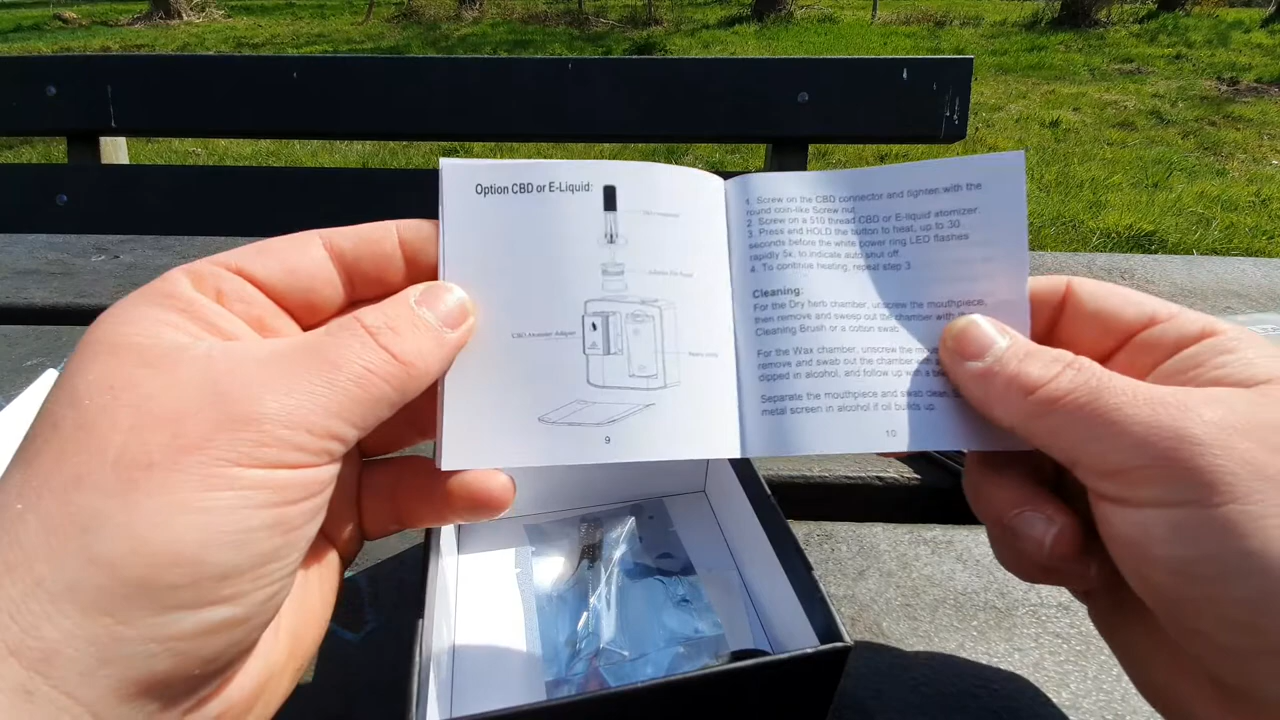 Option CBD or E-Liquid:
CBD Atomizer Adapter
9
1. Screw on the CBD connector and tighten with the
round coin-like Screw nut.
2. Screw on a 510 thread CBD or E-liquid atomizer.
3. Press and HOLD the button to heat, up to 30
seconds before the white power ring LED flashes
rapidly 5x, to indicate auto shut off.
4. To continue heating, repeat step 3.
Cleaning:
For the Dry herb chamber, unscrew the mouthpiece,
then remove and sweep out the chamber with
Cleaning Brush or a cotton swab
For the Wax chamber, unscrew the
remove and swab out the chamber with
dipped in alcohol, and follow up with a
Separate the mouthpiece and swab clean.
metal screen in alcohol if oil builds up.
10